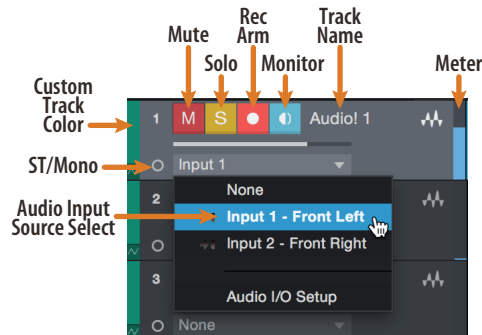 Rec
Mute Arm Track Name
Solo Monitor Meter
Custom
Track
Color
1 M S Audio! 1
ST/Mono
Input 1
None
2
Audio Input
Source Select
Input 1 - Front Left
Input 2 - Front Right
3
Audio I/O Setup
None